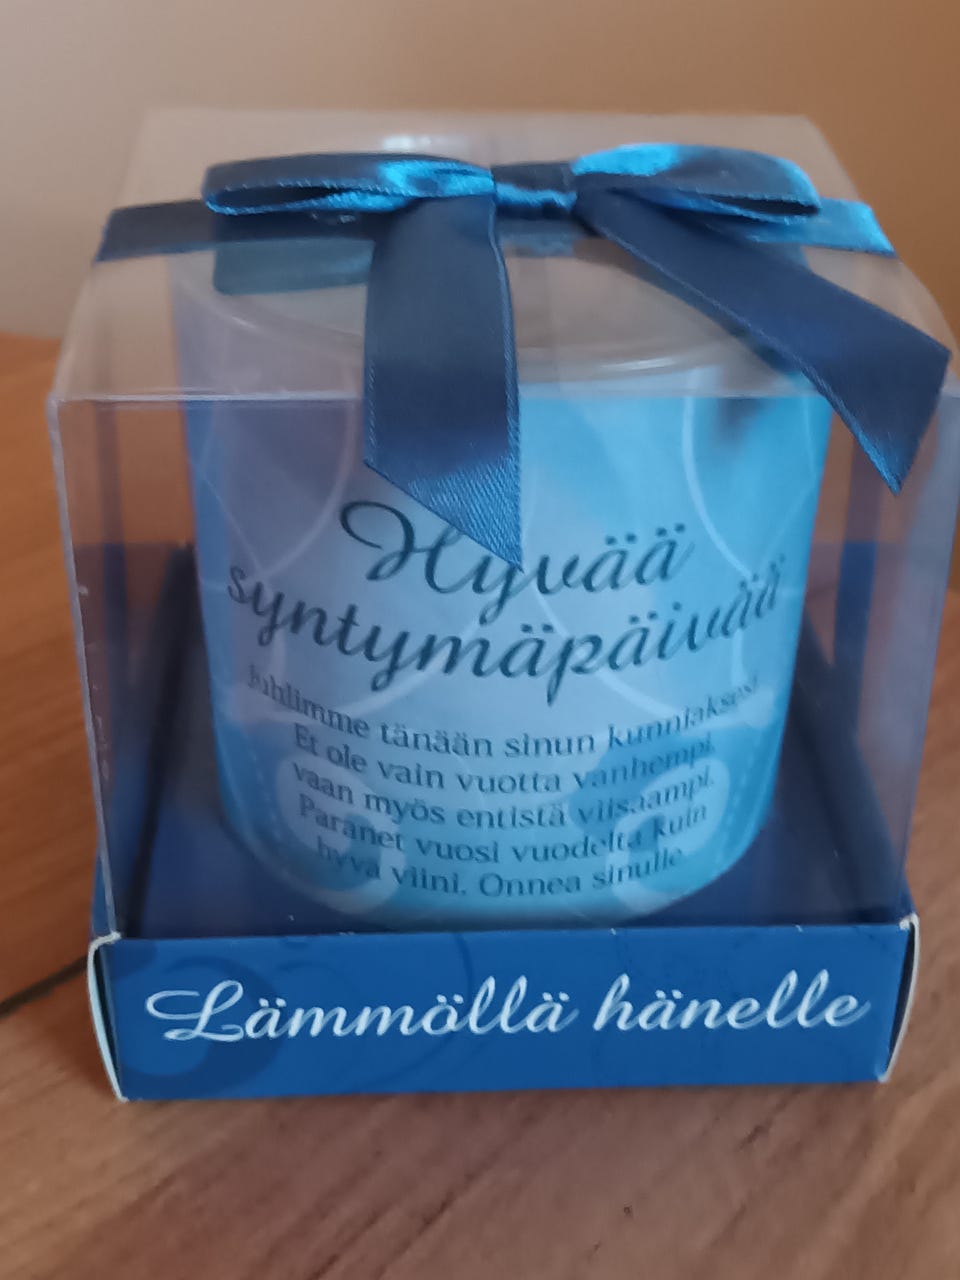 Hyvää
syntymäpäivää
Juhlimme tänään sinun kunniaksesi
Et ole vain vuotta vanhempi,
vaan myös entistä viisaampi.
Paranet vuosi vuodelta kuin
hyvä viini. Onnea sinulle
Lämmöllä hänelle